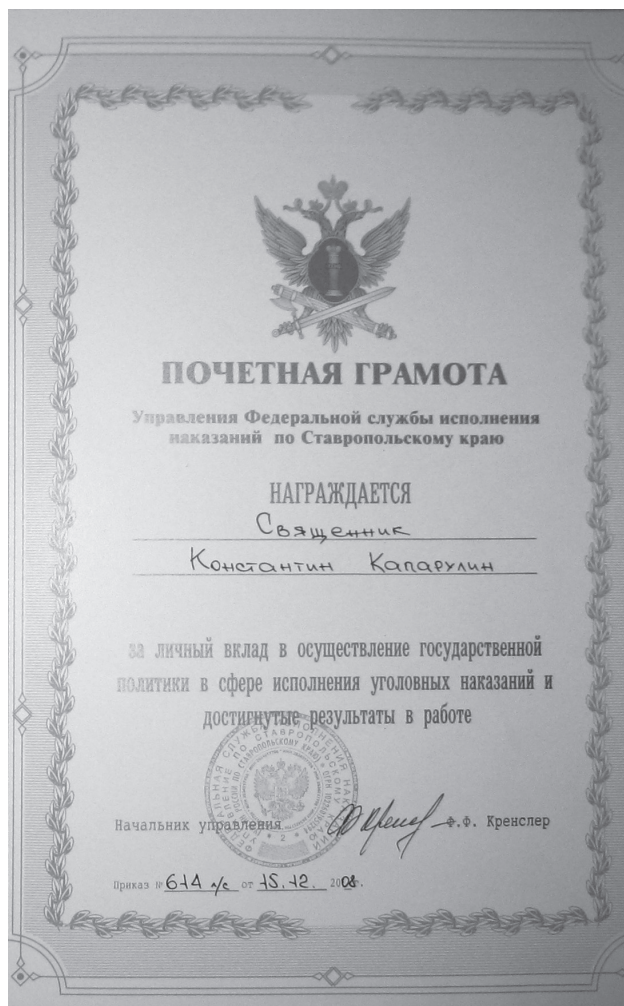 ПОЧЕТНАЯ ГРАМОТА
Управления Федеральной службы исполнения
наказаний по Ставропольскому краю
НАГРАЖДАЕТСЯ
Священник
Константин Капарулин
за личный вклад в осуществление государственной
политики в сфере исполнения уголовных наказаний и
достигнутые результаты в работе
Начальник управления Ф.Ф. Кренслер
Приказ № 614 л/с от 15.12. 2008г.